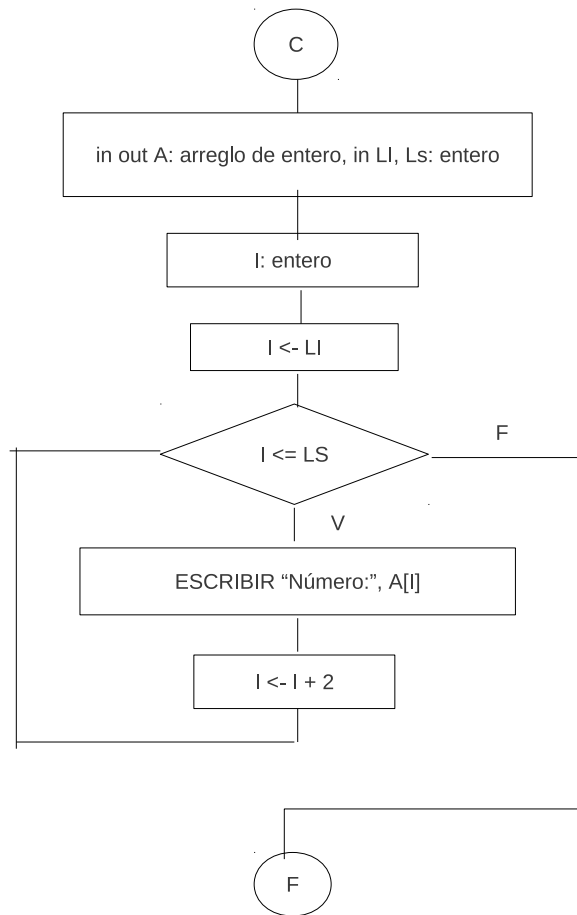 C
in out A: arreglo de entero, in LI, Ls: entero
I: entero
I <- LI
I <= LS
F
V
ESCRIBIR “Número:”, A[I]
I <- I + 2
F